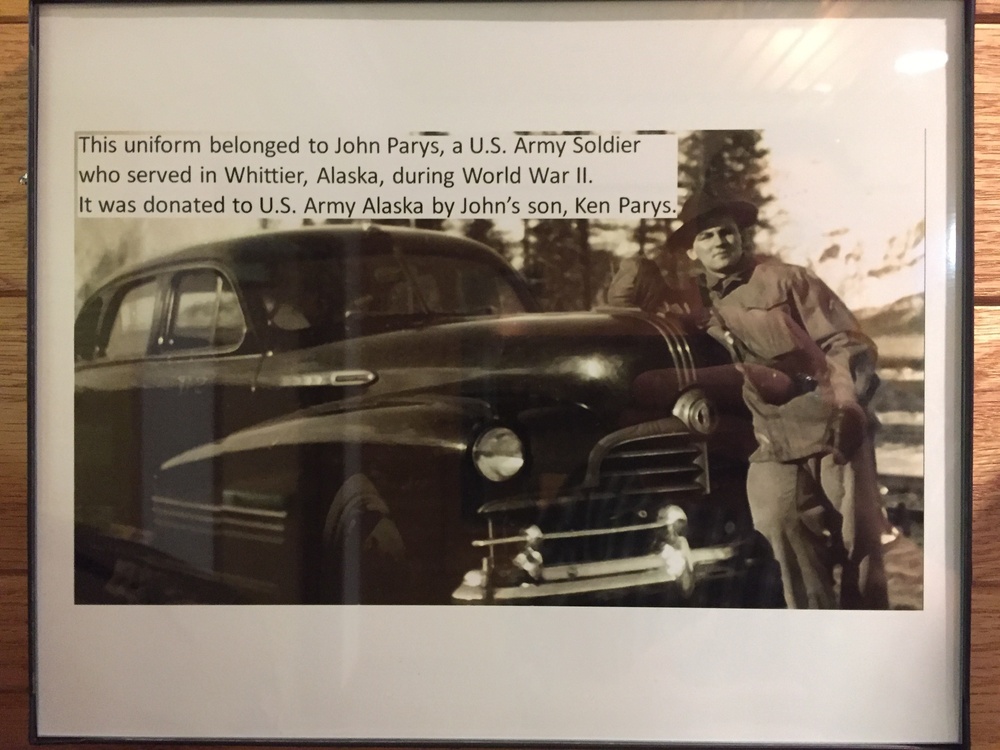 This uniform belonged to John Parys, a U.S. Army Soldier
who served in Whittier, Alaska, during World War II.
It was donated to U.S. Army Alaska by John's son, Ken Parys.